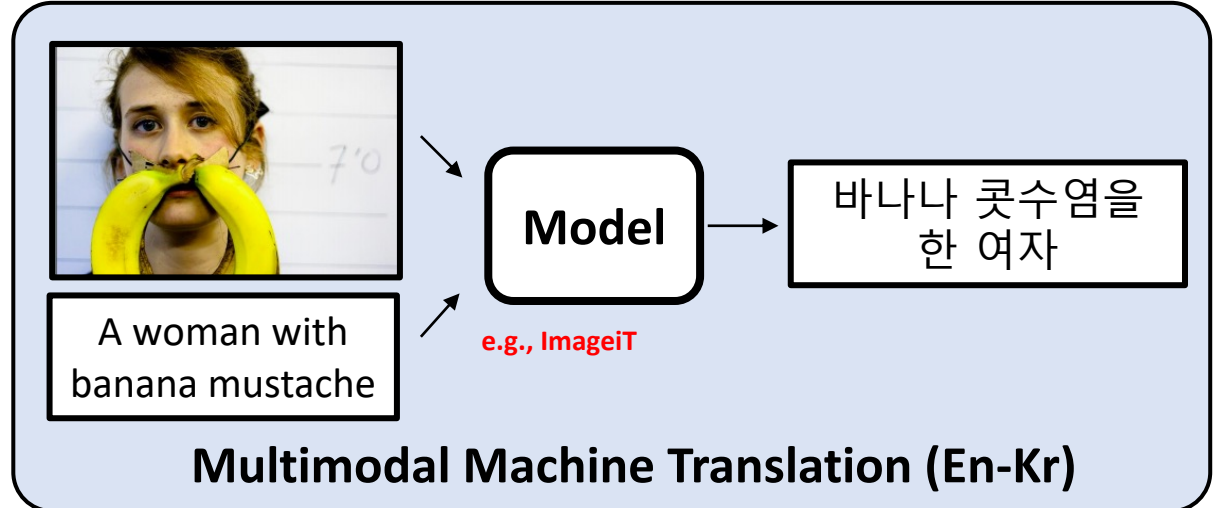 7'0
A woman with
banana mustache
Model
e.g., ImageiT
바나나 콧수염을
한 여자
Multimodal Machine Translation (En-Kr)